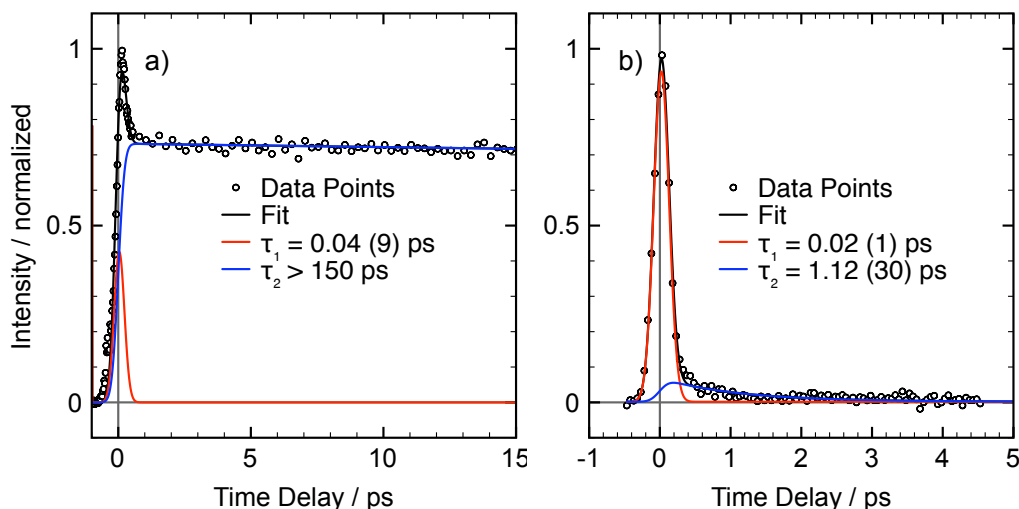 a)
Intensity / normalized
1
0.5
0
Data Points
Fit
τ1 = 0.04 (9) ps
τ2 > 150 ps
0
5
10
15
Time Delay / ps
b)
1
0.5
0
Data Points
Fit
τ1 = 0.02 (1) ps
τ2 = 1.12 (30) ps
-1
0
1
2
3
4
5
Time Delay / ps